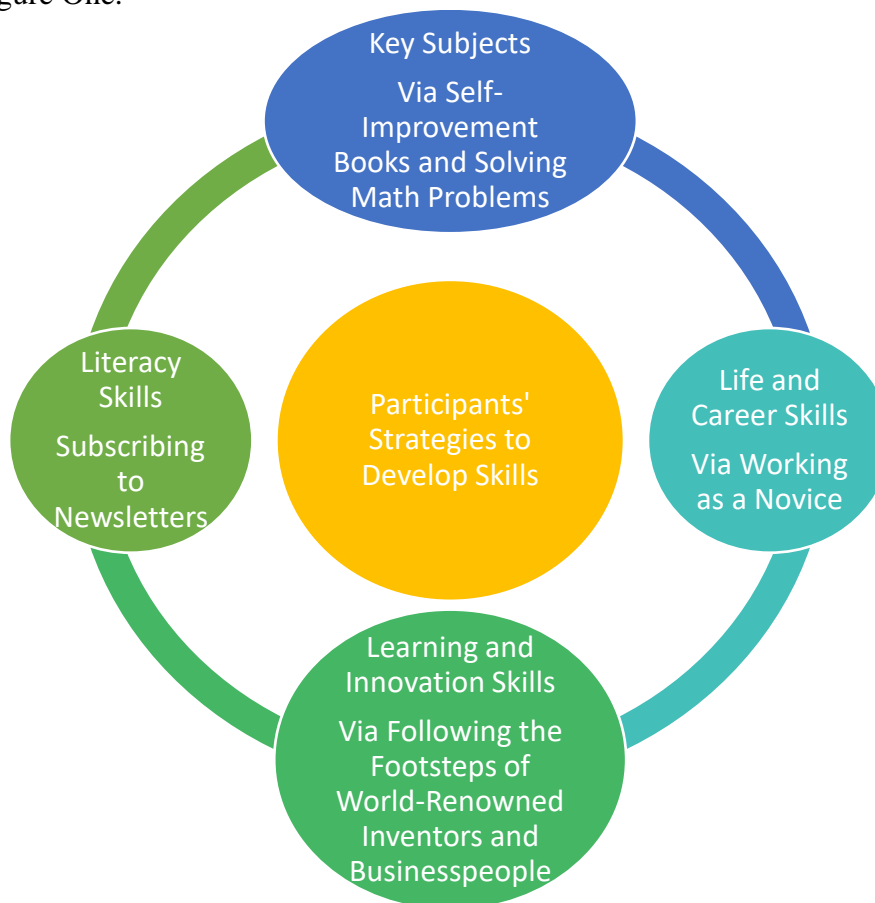 gure One.
Key Subjects
Via Self-
Improvement
Books and Solving
Math Problems
Literacy
Skills
Subscribing
to
Newsletters
Participants'
Strategies to
Develop Skills
Life and
Career Skills
Via Working
as a Novice
Learning and
Innovation Skills
Via Following the
Footsteps of
World-Renowned
Inventors and
Businesspeople